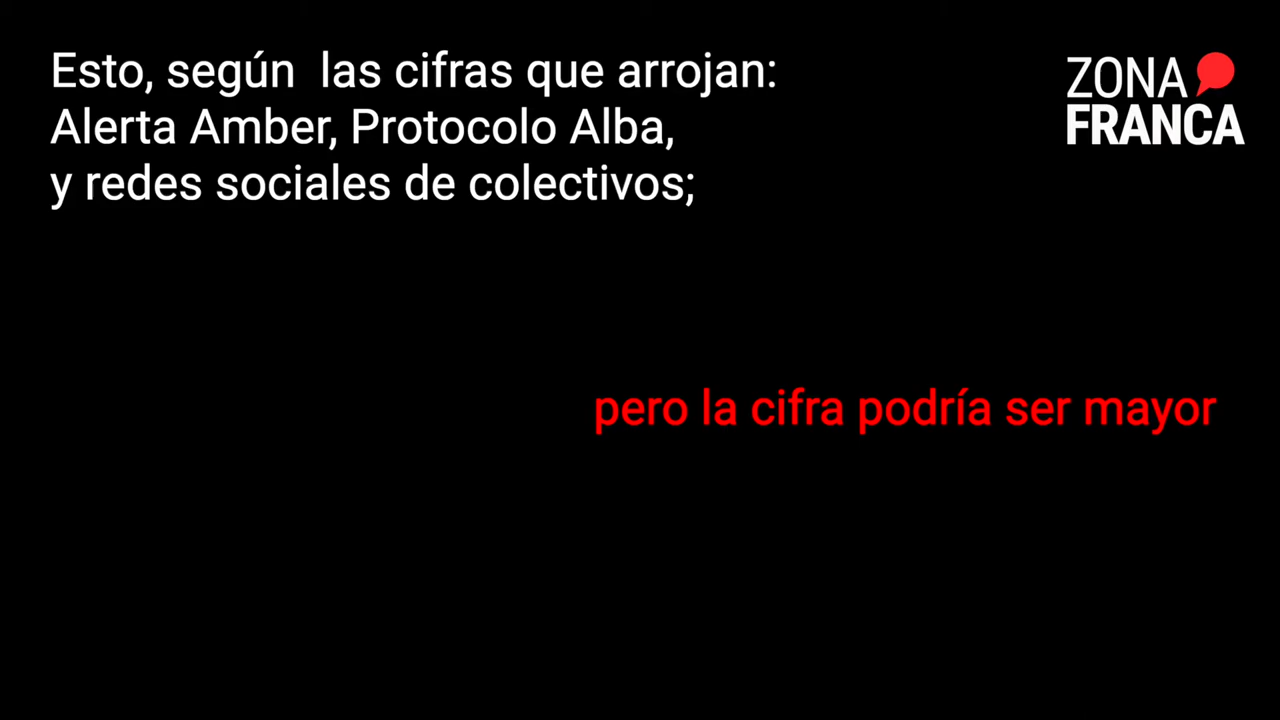 Esto, según  las cifras que arrojan:
Alerta Amber, Protocolo Alba,
y redes sociales de colectivos;
ZONA
FRANCA
pero la cifra podría ser mayor